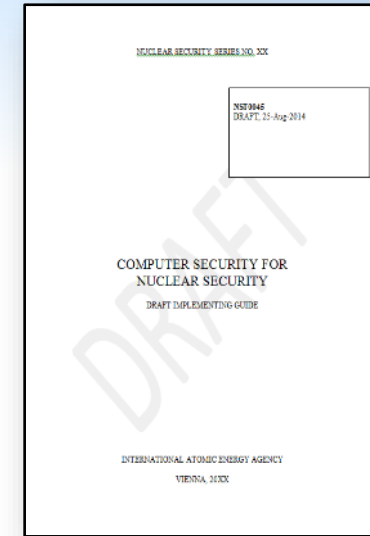 NUCLEAR SECURITY SERIES NO. XX
NST0045
DRAFT, 25-Aug-2014
COMPUTER SECURITY FOR
NUCLEAR SECURITY
DRAFT IMPLEMENTING GUIDE
DRAFT
INTERNATIONAL ATOMIC ENERGY AGENCY
VIENNA, 20XX